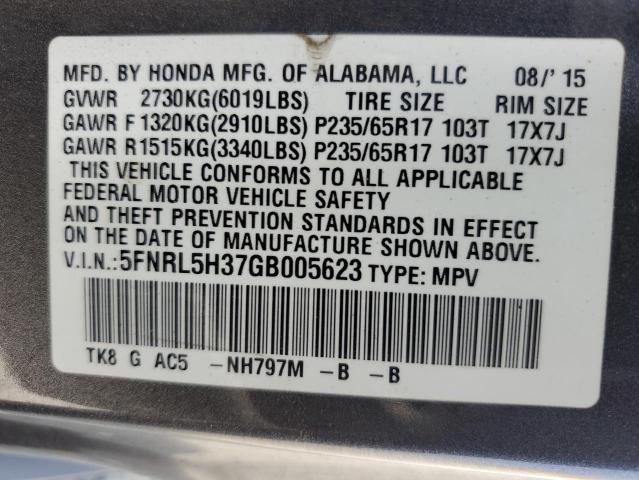 MFD. BY HONDA MFG. OF ALABAMA, LLC 08/'15
GVWR 2730KG(6019LBS) TIRE SIZE RIM SIZE
GAWR F 1320KG(2910LBS) P235/65R17 103T 17X7J
GAWR R 1515KG(3340LBS) P235/65R17 103T 17X7J
THIS VEHICLE CONFORMS TO ALL APPLICABLE
FEDERAL MOTOR VEHICLE SAFETY
AND THEFT PREVENTION STANDARDS IN EFFECT
ON THE DATE OF MANUFACTURE SHOWN ABOVE.
V.I.N.: 5FNRL5H37GB005623 TYPE: MPV
TK8 G AC5 -NH797M -B -B